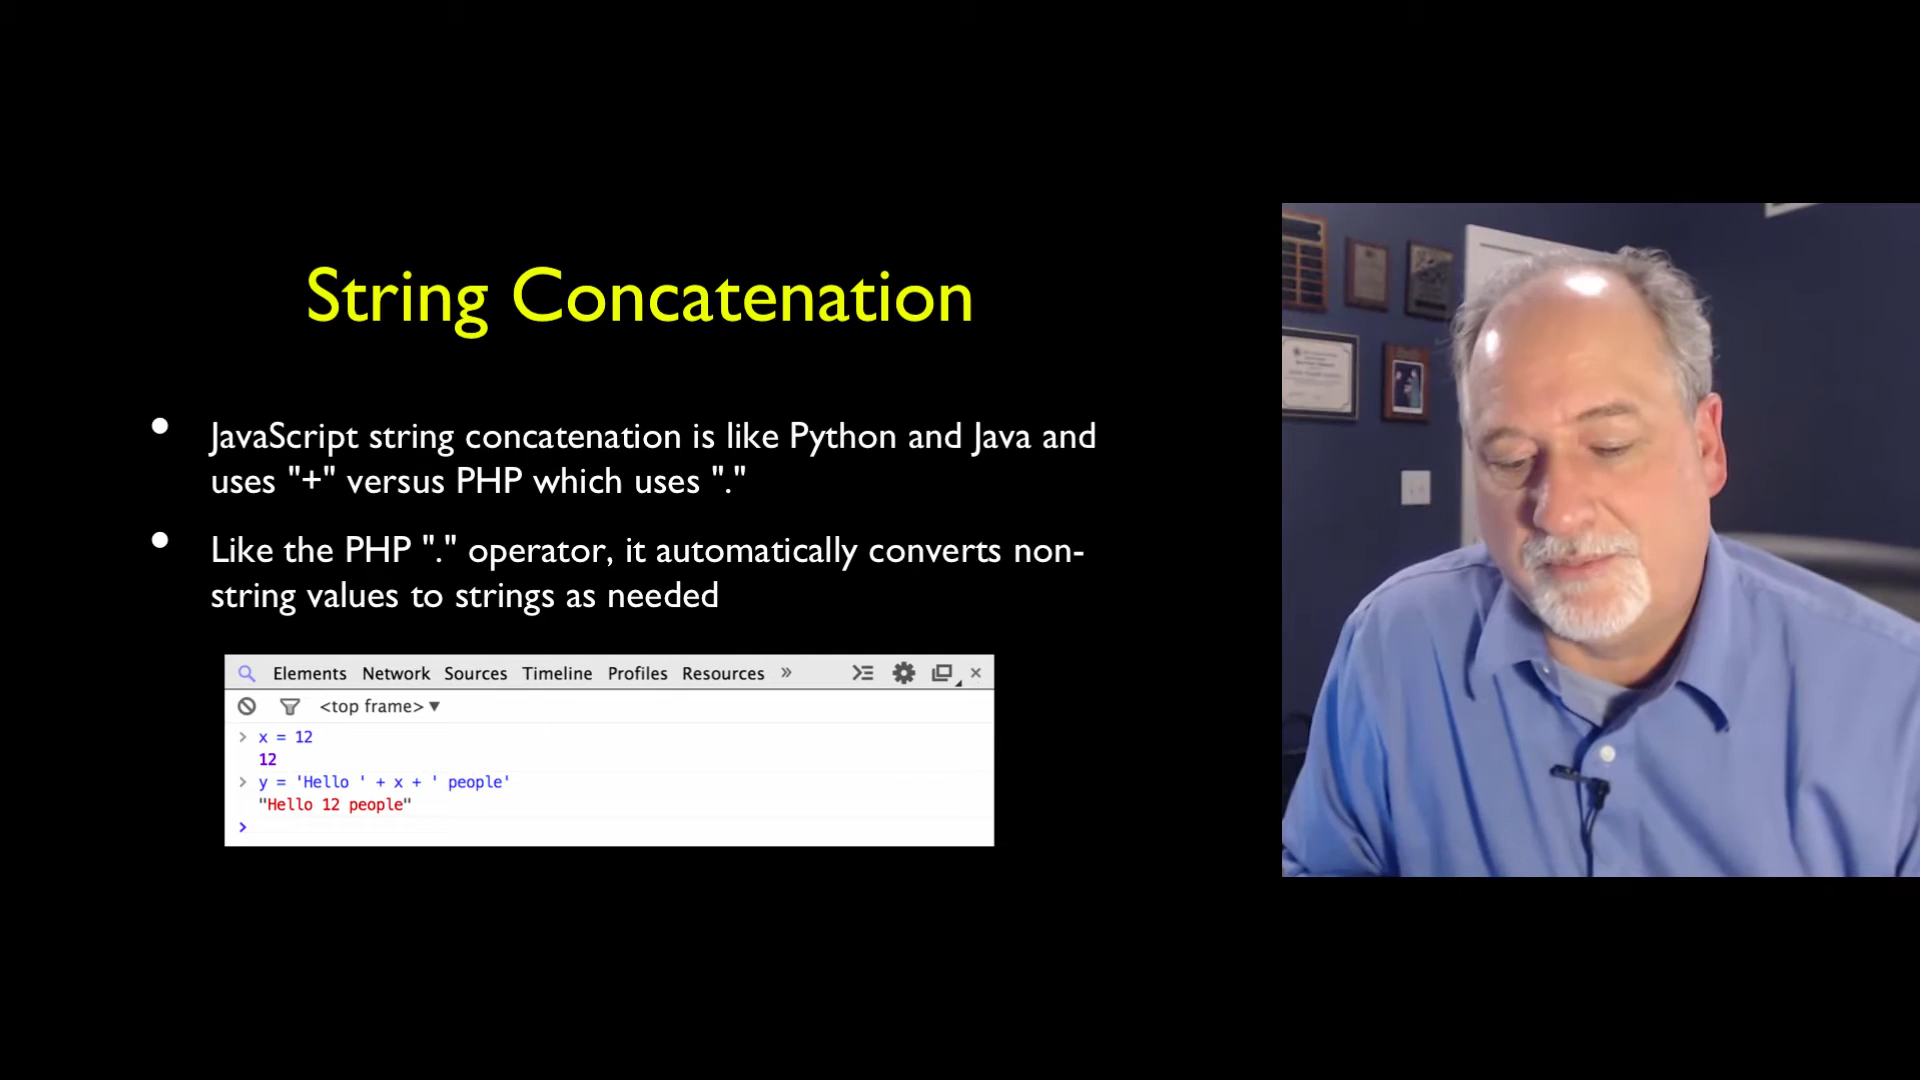 String Concatenation
• JavaScript string concatenation is like Python and Java and
uses "+" versus PHP which uses "."
• Like the PHP "." operator, it automatically converts non-
string values to strings as needed
Elements Network Sources Timeline Profiles Resources »
<top frame> ▼
> x = 12
12
> y = 'Hello ' + x + ' people'
"Hello 12 people"
>